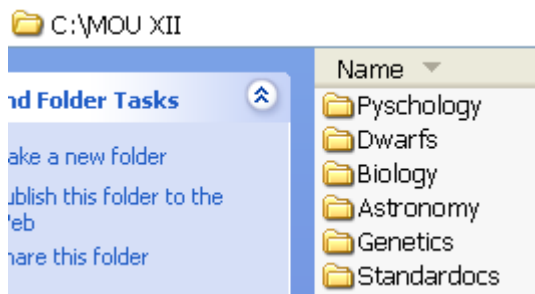 C:\MOU XII
Name
nd Folder Tasks
Pyschology
Dwarfs
ake a new folder
Biology
ublish this folder to the
eb
Astronomy
Genetics
hare this folder
Standardocs